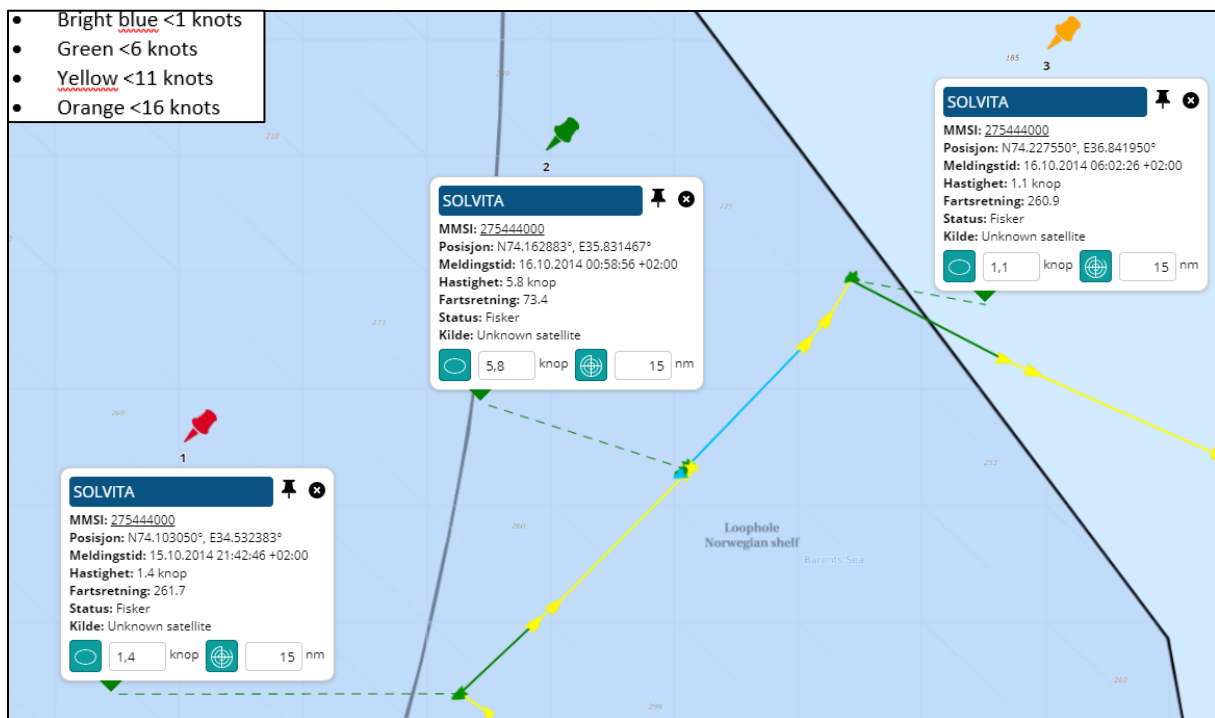 • Bright blue <1 knots
• Green <6 knots
• Yellow <11 knots
• Orange <16 knots
185
3
SOLVITA
MMSI: 275444000
Posisjon: N74.227550°, E36.841950°
Meldingstid: 16.10.2014 06:02:26 +02:00
Hastighet: 1.1 knop
Fartsretning: 260.9
Status: Fisker
Kilde: Unknown satellite
1,1 knop 15 nm
210
2
SOLVITA
MMSI: 275444000
Posisjon: N74.162883°, E35.831467°
Meldingstid: 16.10.2014 00:58:56 +02:00
Hastighet: 5.8 knop
Fartsretning: 73.4
Status: Fisker
Kilde: Unknown satellite
5,8 knop 15 nm
225
273
269
1
SOLVITA
MMSI: 275444000
Posisjon: N74.103050°, E34.532383°
Meldingstid: 15.10.2014 21:42:46 +02:00
Hastighet: 1.4 knop
Fartsretning: 261.7
Status: Fisker
Kilde: Unknown satellite
1,4 knop 15 nm
253
260
Loophole
Norwegian shelf
Barents Sea
260
299